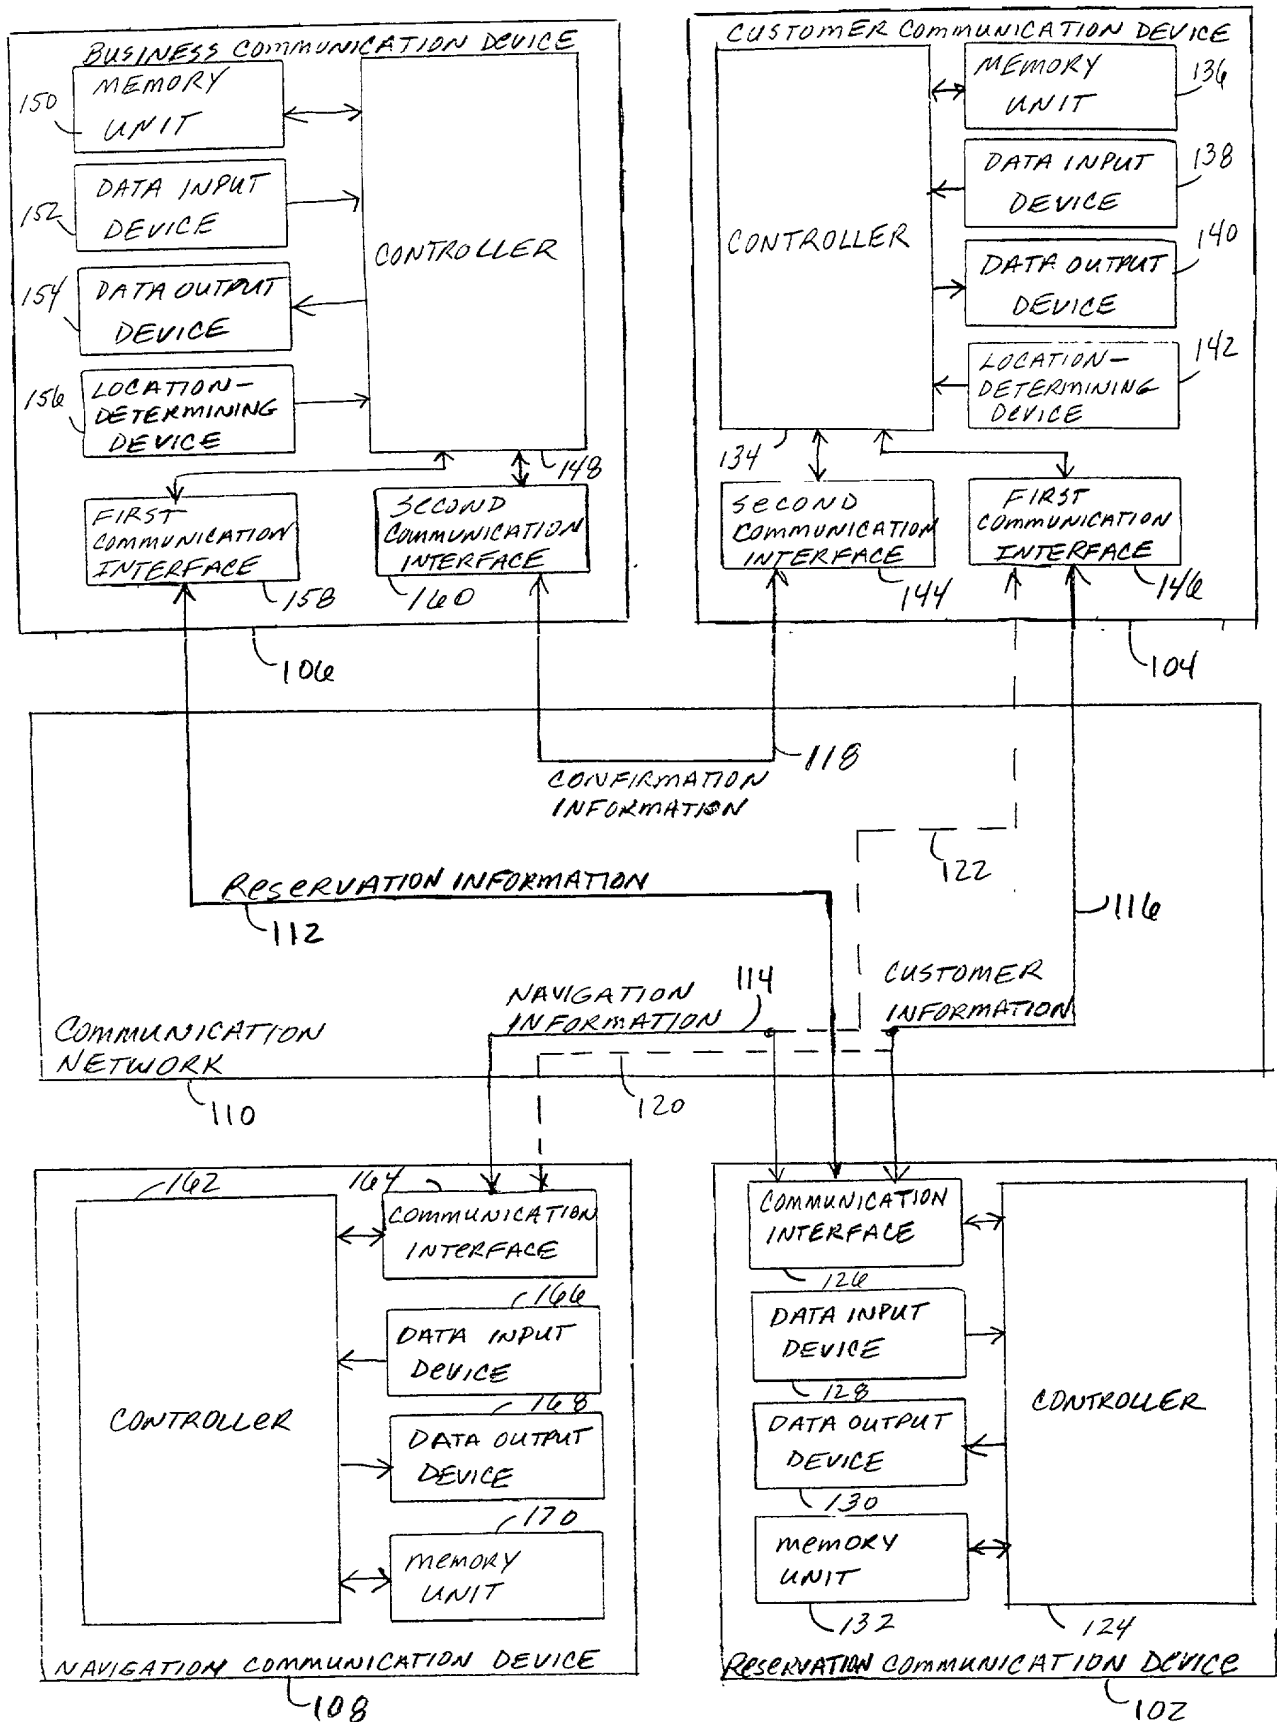 BUSINESS COMMUNICATION DEVICE
150
MEMORY
UNIT
152
DATA INPUT
DEVICE
154
DATA OUTPUT
DEVICE
156
LOCATION-
DETERMINING
DEVICE
CONTROLLER
148
FIRST
COMMUNICATION
INTERFACE
158
SECOND
COMMUNICATION
INTERFACE
160
106
CUSTOMER COMMUNICATION DEVICE
CONTROLLER
134
MEMORY
UNIT
136
DATA INPUT
DEVICE
138
DATA OUTPUT
DEVICE
140
LOCATION-
DETERMINING
DEVICE
142
SECOND
COMMUNICATION
INTERFACE
144
FIRST
COMMUNICATION
INTERFACE
146
104
118
CONFIRMATION
INFORMATION
122
RESERVATION INFORMATION
112
116
NAVIGATION
INFORMATION
114
CUSTOMER
INFORMATION
COMMUNICATION
NETWORK
110
120
162
CONTROLLER
164
COMMUNICATION
INTERFACE
166
DATA INPUT
DEVICE
168
DATA OUTPUT
DEVICE
170
MEMORY
UNIT
NAVIGATION COMMUNICATION DEVICE
108
COMMUNICATION
INTERFACE
126
DATA INPUT
DEVICE
128
DATA OUTPUT
DEVICE
130
MEMORY
UNIT
132
CONTROLLER
124
RESERVATION COMMUNICATION DEVICE
102